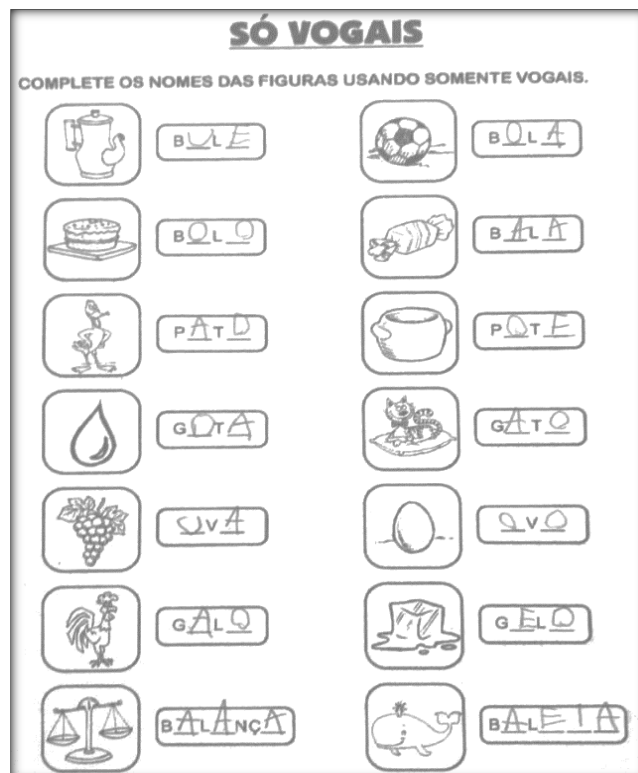 SÓ VOGAIS
COMPLETE OS NOMES DAS FIGURAS USANDO SOMENTE VOGAIS.
BULE
BOLA
BOLO
BALA
PATO
POTE
GOTA
GATO
UVA
OVO
GALO
GELO
BALANÇA
BALEIA